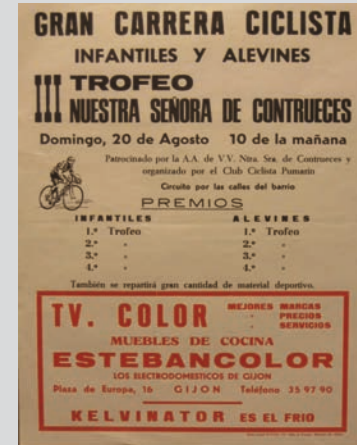 GRAN CARRERA CICLISTA
INFANTILES Y ALEVINES
III TROFEO
NUESTRA SEÑORA DE CONTRUECES
Domingo, 20 de Agosto 10 de la mañana
Patrocinado por la A.A. de V.V. Ntra. Sra. de Contrueces y
organizado por el Club Ciclista Pumarín
Circuito por las calles del barrio
PREMIOS
INFANTILES ALEVINES
1.º Trofeo 1.º Trofeo
2.º " 2.º "
3.º " 3.º "
4.º " 4.º "
También se repartirá gran cantidad de material deportivo.
TV. COLOR MEJORES MARCAS
" PRECIOS
" SERVICIOS
MUEBLES DE COCINA
ESTEBANCOLOR
LOS ELECTRODOMESTICOS DE GIJON
Plaza de Europa, 16 GIJON Teléfono 35 97 90
KELVINATOR ES EL FRIO